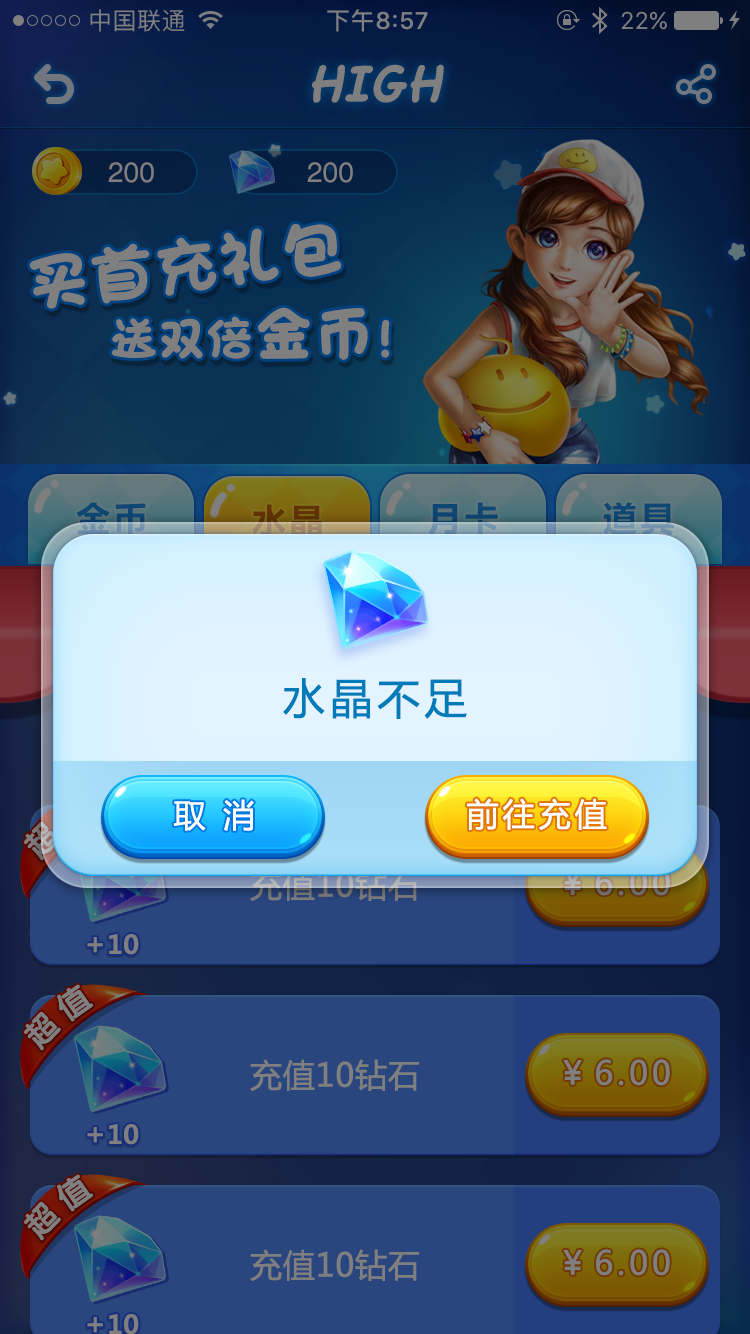 中国联通 下午8:57 22%
HIGH
200 200
买首充礼包
送双倍金币!
金币 水晶 月卡 道具
水晶不足
取 消 前往充值
超
充值10钻石 ¥ 6.00
+10
超值
充值10钻石 ¥ 6.00
+10
超值
充值10钻石 ¥ 6.00
+10